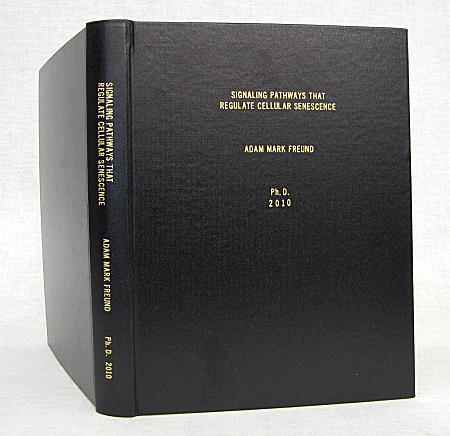 SIGNALING PATHWAYS THAT
REGULATE CELLULAR SENESCENCE
ADAM MARK FREUND
Ph.D. 2010
SIGNALING PATHWAYS THAT
REGULATE CELLULAR SENESCENCE
ADAM MARK FREUND
Ph.D.
2010